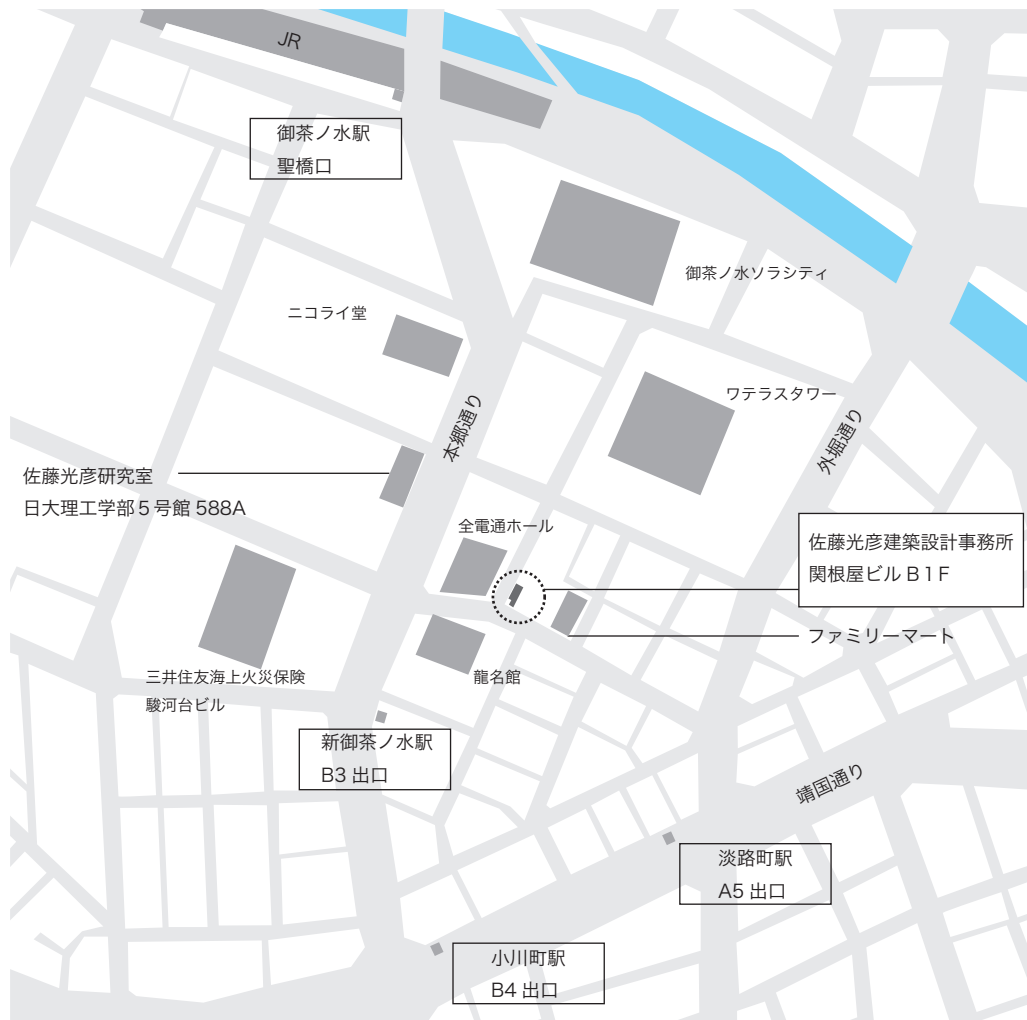 JR
御茶ノ水駅
聖橋口
御茶ノ水ソラシティ
ニコライ堂
ワテラスタワー
本郷通り
外堀通り
佐藤光彦研究室
日大理工学部5号館 588A
全電通ホール
佐藤光彦建築設計事務所
関根屋ビル B1F
ファミリーマート
三井住友海上火災保険
駿河台ビル
龍名館
新御茶ノ水駅
B3 出口
靖国通り
淡路町駅
A5 出口
小川町駅
B4 出口